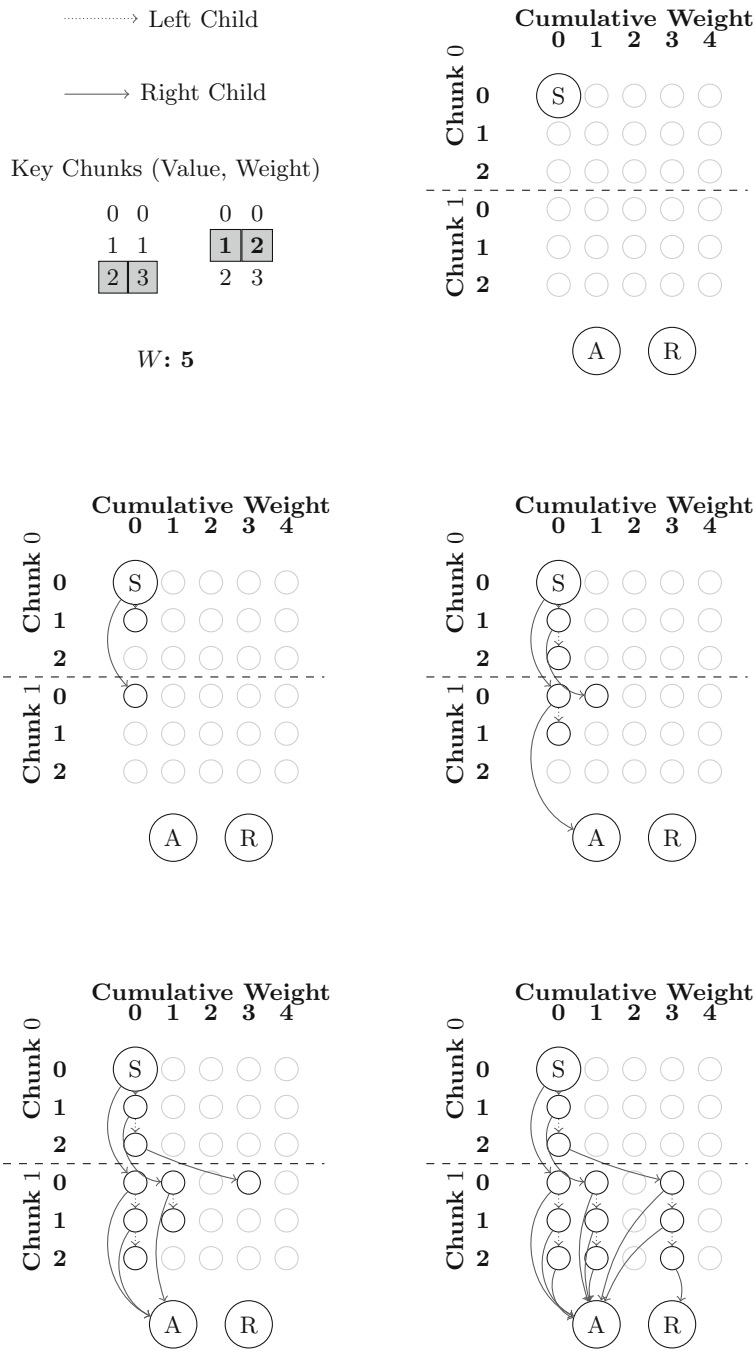 Left Child
Right Child
Key Chunks (Value, Weight)
0 0
1 1
2 3
0 0
1 2
2 3
W: 5
Cumulative Weight
0 1 2 3 4
Chunk 0
0
S
1
2
Chunk 1
0
1
2
A R
Cumulative Weight
0 1 2 3 4
Chunk 0
0
S
1
2
Chunk 1
0
1
2
A R
Cumulative Weight
0 1 2 3 4
Chunk 0
0
S
1
2
Chunk 1
0
1
2
A R
Cumulative Weight
0 1 2 3 4
Chunk 0
0
S
1
2
Chunk 1
0
1
2
A R
Cumulative Weight
0 1 2 3 4
Chunk 0
0
S
1
2
Chunk 1
0
1
2
A R